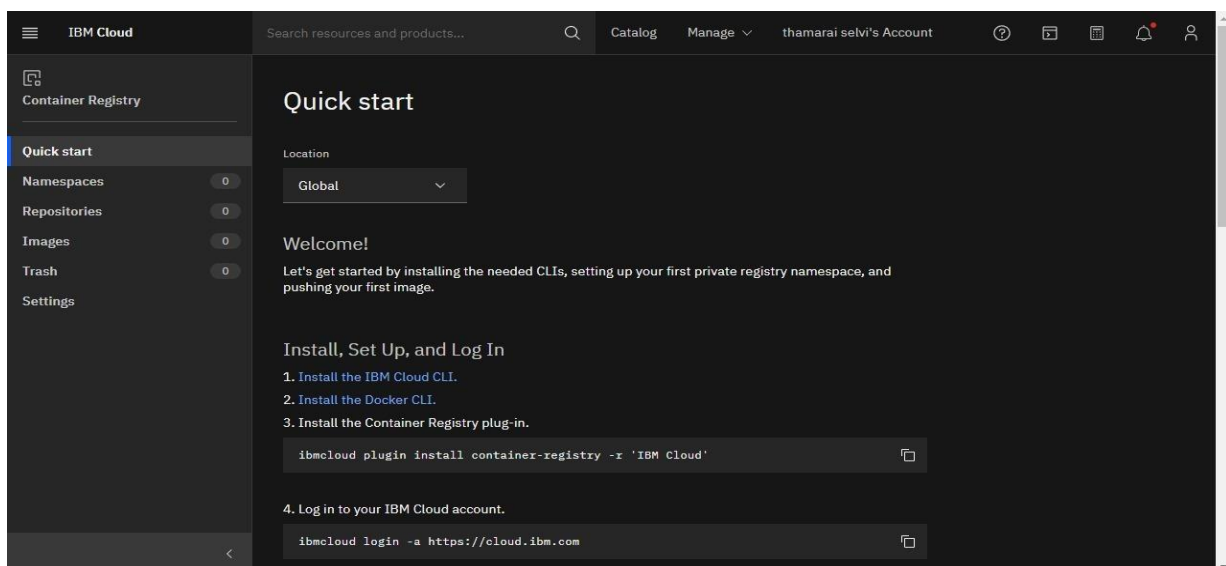 IBM Cloud
Search resources and products...
Catalog
Manage
thamarai selvi's Account
Container Registry
Quick start
Namespaces 0
Repositories 0
Images 0
Trash 0
Settings
Quick start
Location
Global
Welcome!
Let's get started by installing the needed CLIs, setting up your first private registry namespace, and
pushing your first image.
Install, Set Up, and Log In
1. Install the IBM Cloud CLI.
2. Install the Docker CLI.
3. Install the Container Registry plug-in.
ibmcloud plugin install container-registry -r 'IBM Cloud'
4. Log in to your IBM Cloud account.
ibmcloud login -a https://cloud.ibm.com